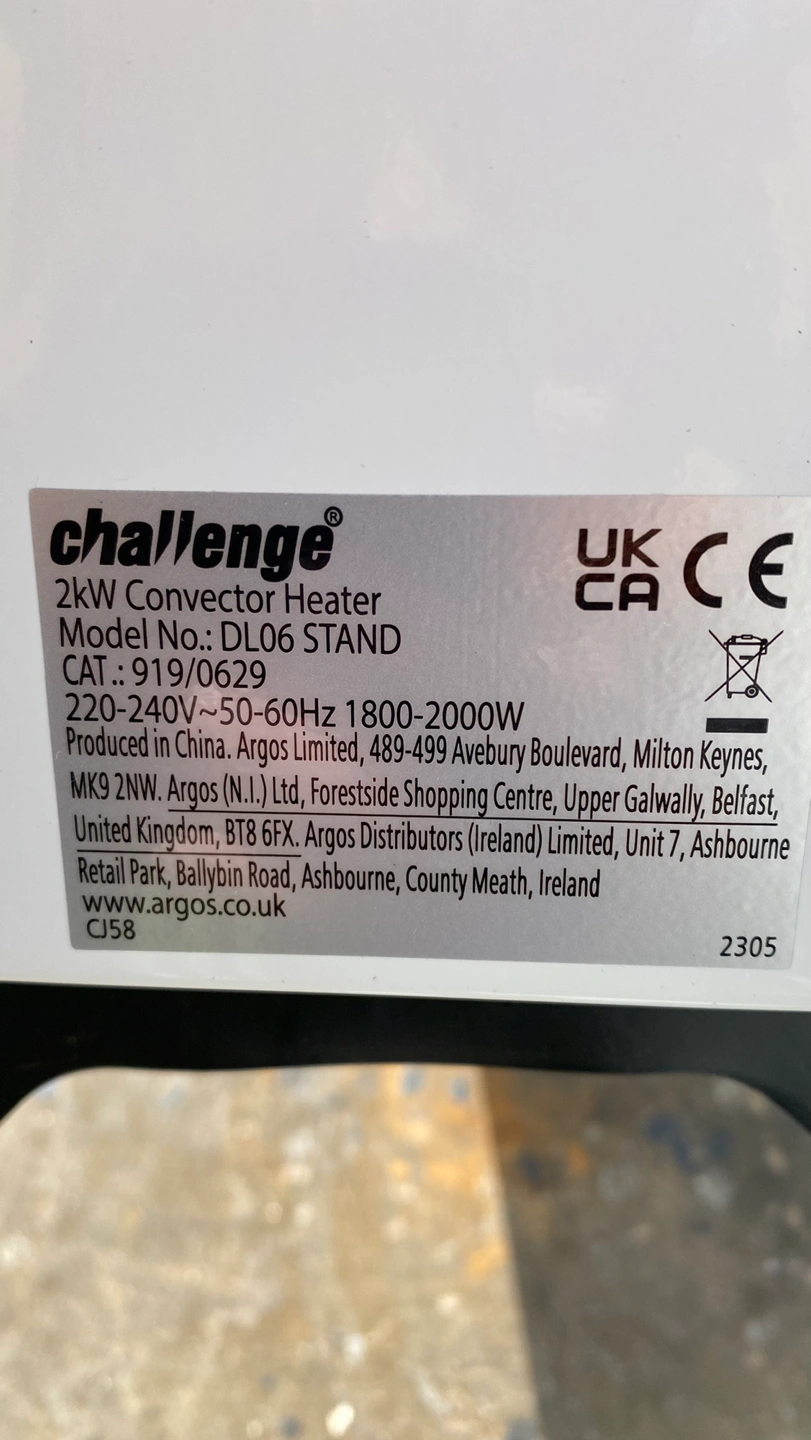 challenge®
2kW Convector Heater
Model No.: DL06 STAND
CAT.: 919/0629
220-240V~50-60Hz 1800-2000W
Produced in China. Argos Limited, 489-499 Avebury Boulevard, Milton Keynes,
MK9 2NW. Argos (N.I.) Ltd, Forestside Shopping Centre, Upper Galwally, Belfast,
United Kingdom, BT8 6FX. Argos Distributors (Ireland) Limited, Unit 7, Ashbourne
Retail Park, Ballybin Road, Ashbourne, County Meath, Ireland
www.argos.co.uk
CJ58
2305
UK
CA
CE